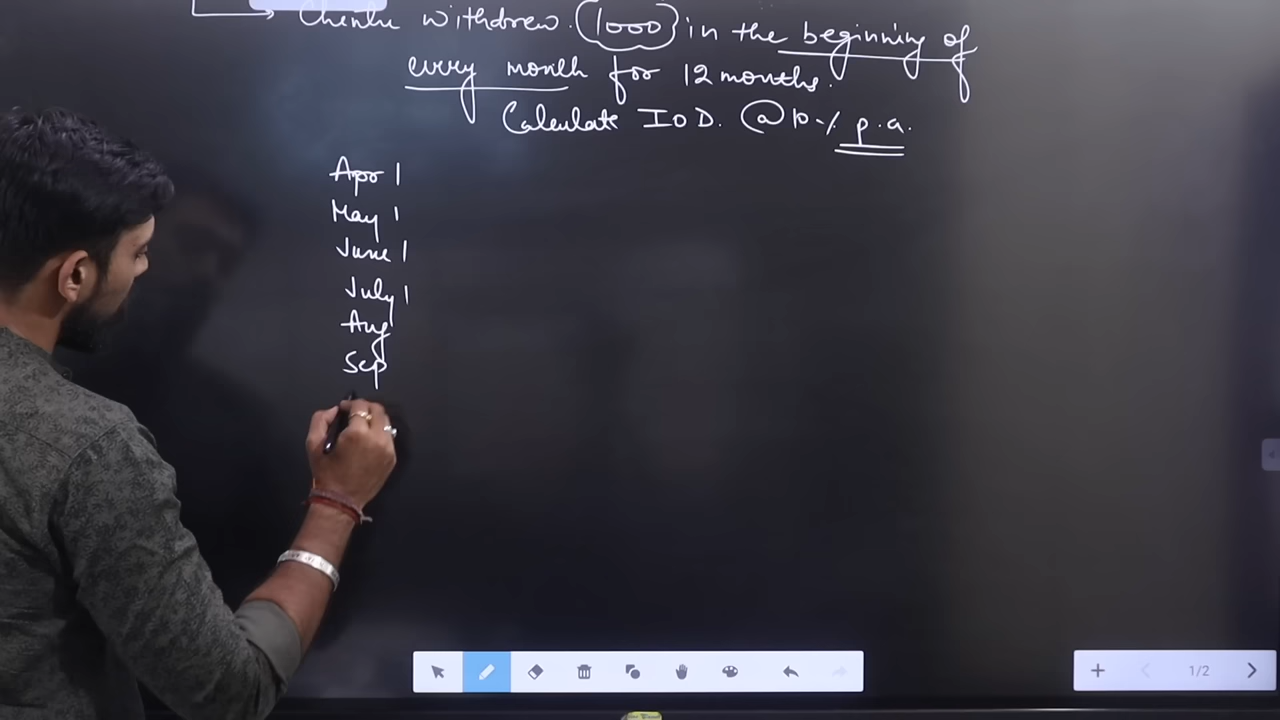 withdrew (1000) in the beginning of
every month for 12 months.
Calculate IOD. @ 10% p.a.
Apr 1
May 1
June 1
July 1
Aug
Sep
1/2